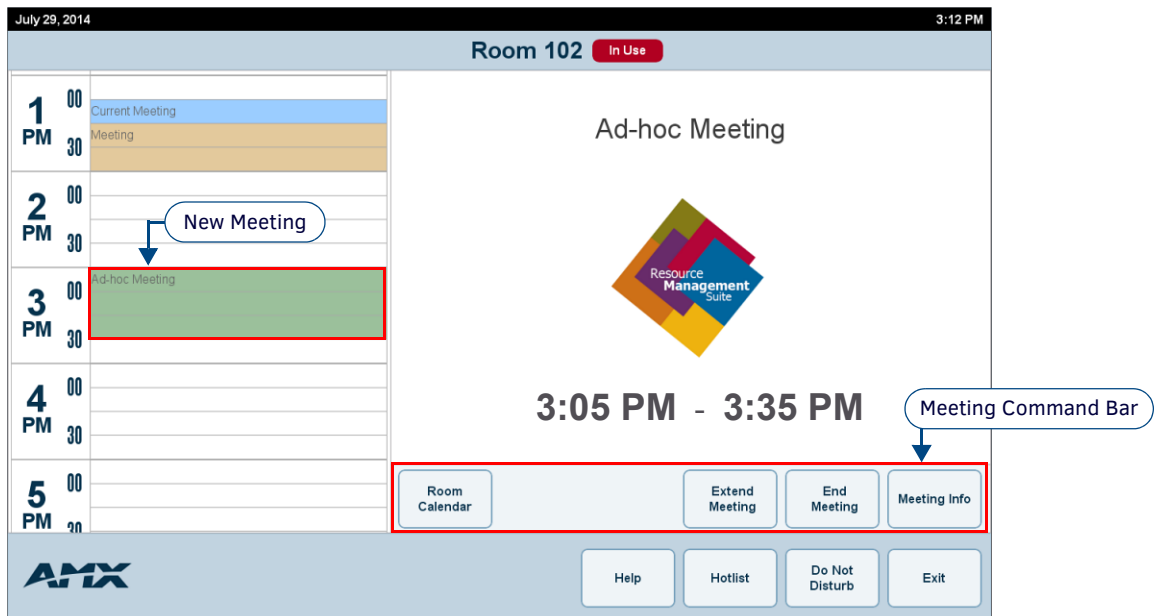 July 29, 2014
3:12 PM
Room 102
In Use
1 PM
00
30
Current Meeting
Meeting
2 PM
00
30
New Meeting
3 PM
00
30
Ad-hoc Meeting
4 PM
00
30
5 PM
00
30
Ad-hoc Meeting
Resource
Management
Suite
3:05 PM - 3:35 PM
Meeting Command Bar
Room
Calendar
Extend
Meeting
End
Meeting
Meeting Info
AMX
Help
Hotlist
Do Not
Disturb
Exit